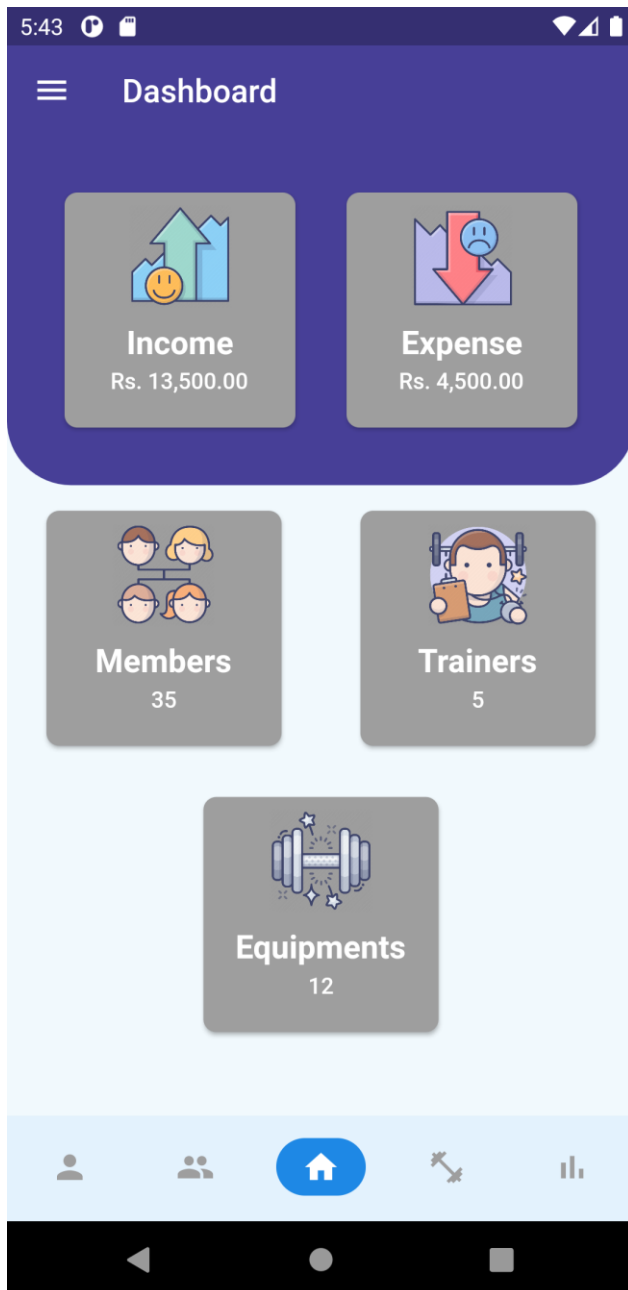 5:43
Dashboard
Income
Rs. 13,500.00
Expense
Rs. 4,500.00
Members
35
Trainers
5
Equipments
12